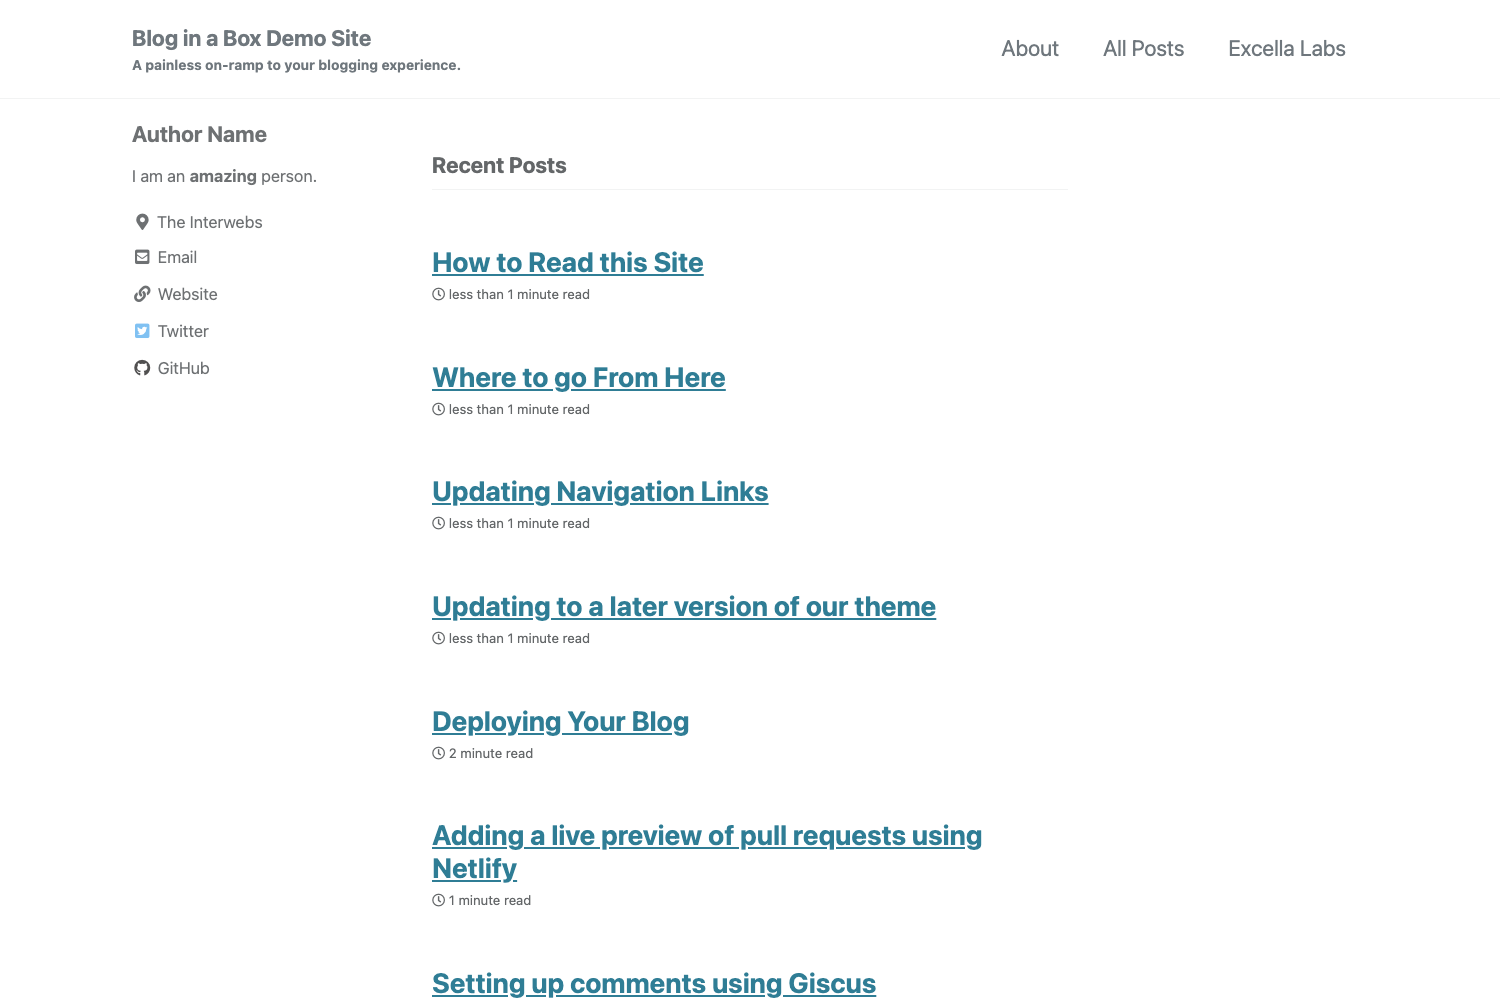 Blog in a Box Demo Site
A painless on-ramp to your blogging experience.
About
All Posts
Excella Labs
Author Name
I am an amazing person.
The Interwebs
Email
Website
Twitter
GitHub
Recent Posts
How to Read this Site
less than 1 minute read
Where to go From Here
less than 1 minute read
Updating Navigation Links
less than 1 minute read
Updating to a later version of our theme
less than 1 minute read
Deploying Your Blog
2 minute read
Adding a live preview of pull requests using
Netlify
1 minute read
Setting up comments using Giscus